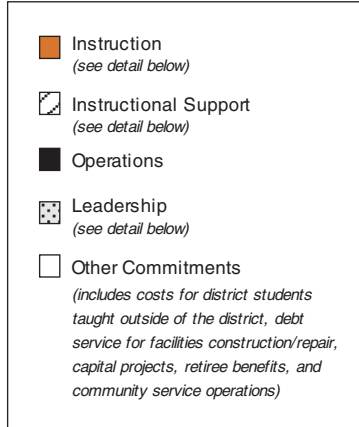 Instruction
(see detail below)
Instructional Support
(see detail below)
Operations
Leadership
(see detail below)
Other Commitments
(includes costs for district students
taught outside of the district, debt
service for facilities construction/repair,
capital projects, retiree benefits, and
community service operations)